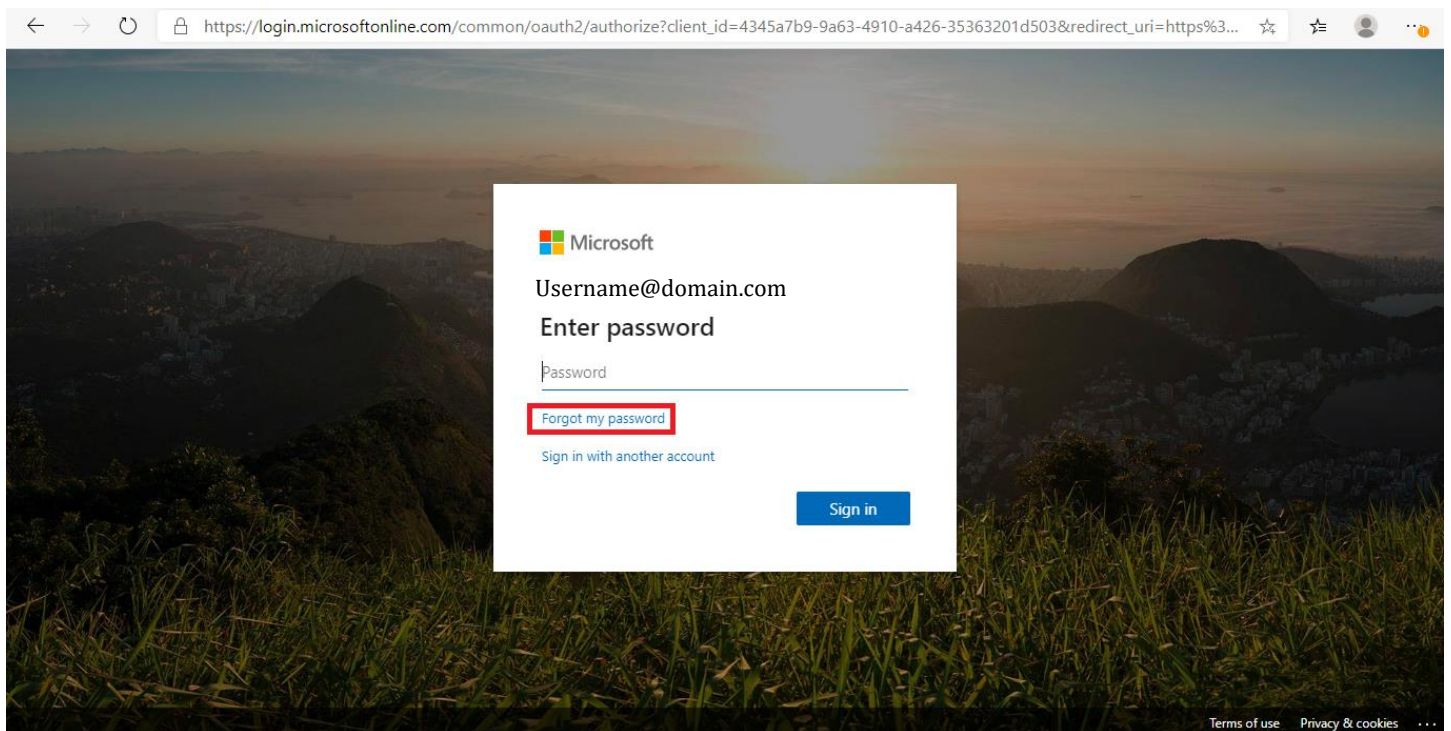 https://login.microsoftonline.com/common/oauth2/authorize?client_id=4345a7b9-9a63-4910-a426-35363201d503&redirect_uri=https%3...
Microsoft
Username@domain.com
Enter password
Password
Forgot my password
Sign in with another account
Sign in
Terms of use Privacy & cookies ...